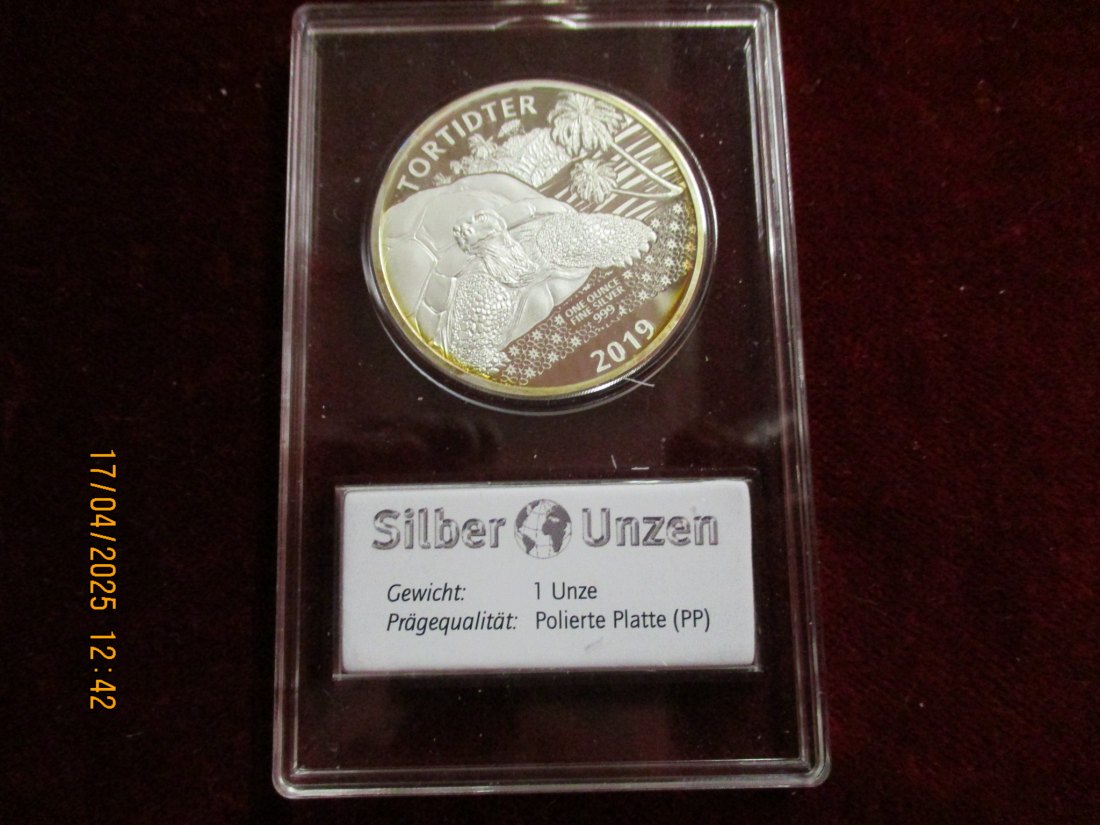 TORTIDTER
ONE OUNCE
FINE SILVER
999
2019
Silber Unzen
Gewicht: 1 Unze
Prägequalität: Polierte Platte (PP)
17/04/2025 12:42